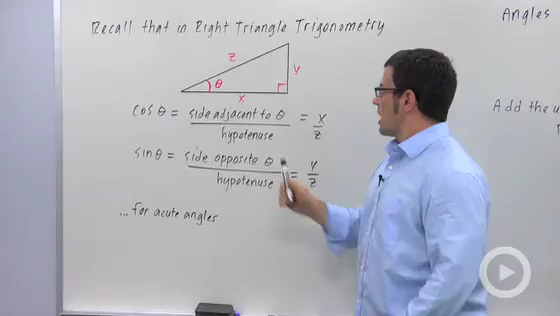 Recall that in Right Triangle Trigonometry
Angles
z
y
θ
x
cos θ = side adjacent to θ / hypotenuse = x / z
Add the u
sin θ = side opposite θ / hypotenuse = y / z
... for acute angles